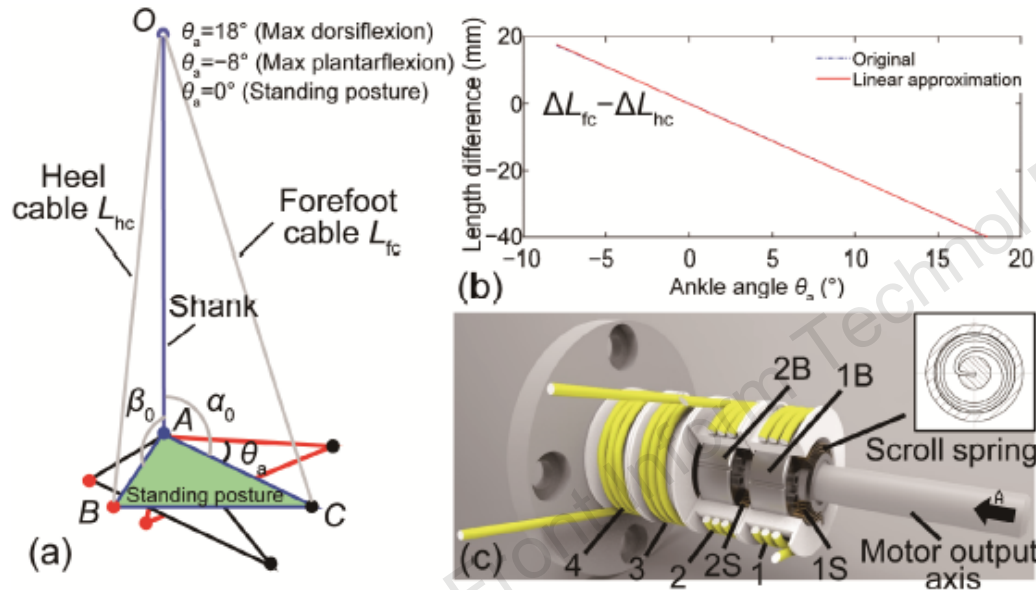 O
θa=18° (Max dorsiflexion)
θa=−8° (Max plantarflexion)
θa=0° (Standing posture)
Heel
cable Lhc
Forefoot
cable Lfc
Shank
β0
A
α0
θa
Standing posture
B
C
(a)
Length difference (mm)
20
0
−20
−40
Original
Linear approximation
ΔLfc−ΔLhc
−10
−5
0
5
10
15
20
Ankle angle θa (°)
(b)
2B
1B
Scroll spring
A
Motor output
axis
4
3
2
2S
1
1S
(c)